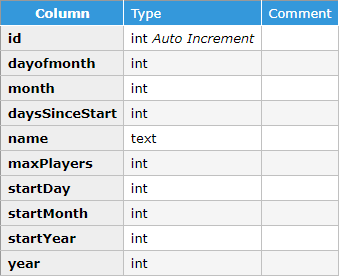 Column Type Comment
id int Auto Increment
dayofmonth int
month int
daysSinceStart int
name text
maxPlayers int
startDay int
startMonth int
startYear int
year int